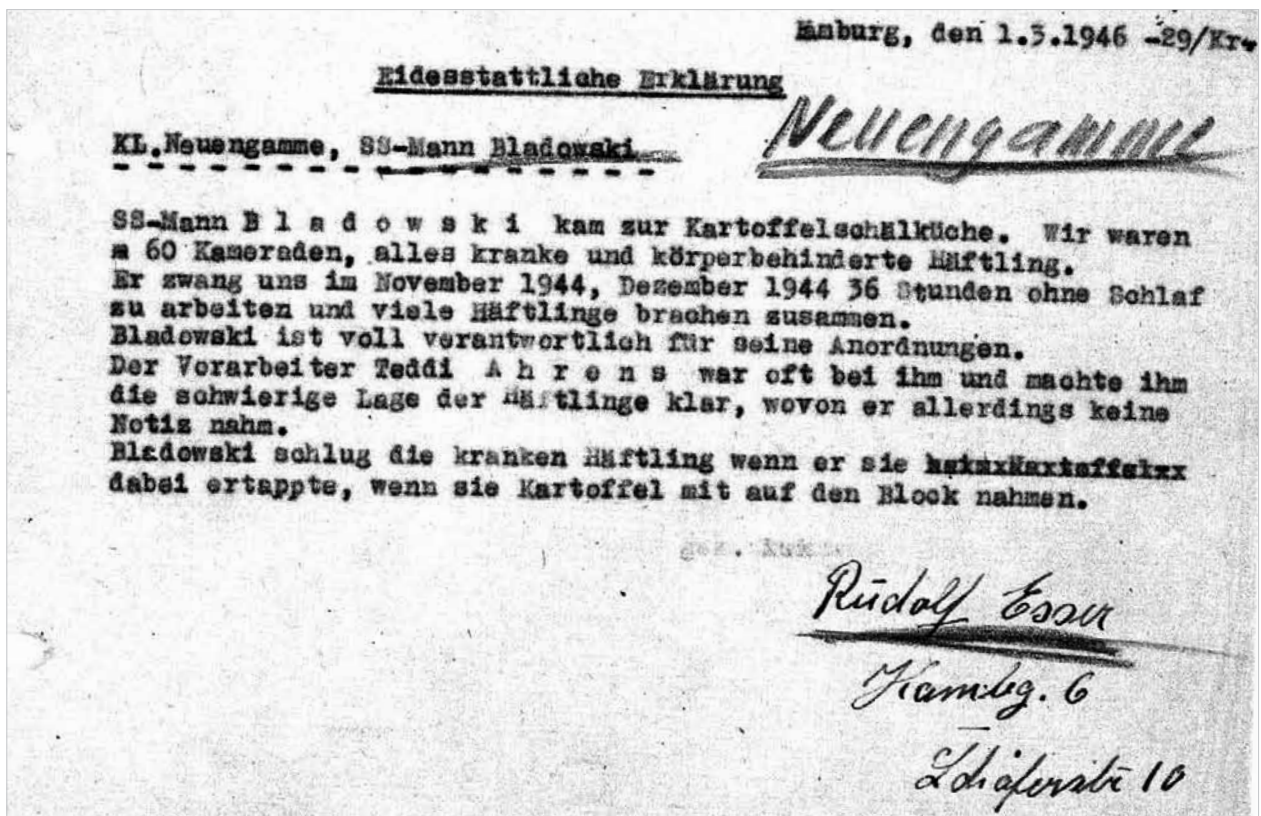 Hamburg, den 1.3.1946 -29/Kr.
Eidesstattliche Erklärung
Neuengamme
KL.Neuengamme, SS-Mann Bladowski
SS-Mann B l a d o w s k i kam zur Kartoffelschälküche. Wir waren
60 Kameraden, alles kranke und körperbehinderte Häftling.
Er zwang uns im November 1944, Dezember 1944 36 Stunden ohne Schlaf
zu arbeiten und viele Häftlinge brachen zusammen.
Bladowski ist voll verantwortlich für seine Anordnungen.
Der Vorarbeiter Teddi A h r e n s war oft bei ihm und machte ihm
die schwierige Lage der Häftlinge klar, wovon er allerdings keine
Notiz nahm.
Bladowski schlug die kranken Häftling wenn er sie
dabei ertappte, wenn sie Kartoffel mit auf den Block nahmen.
gez.
Rudolf Esser
Hambg. 6
Schäferstr 10